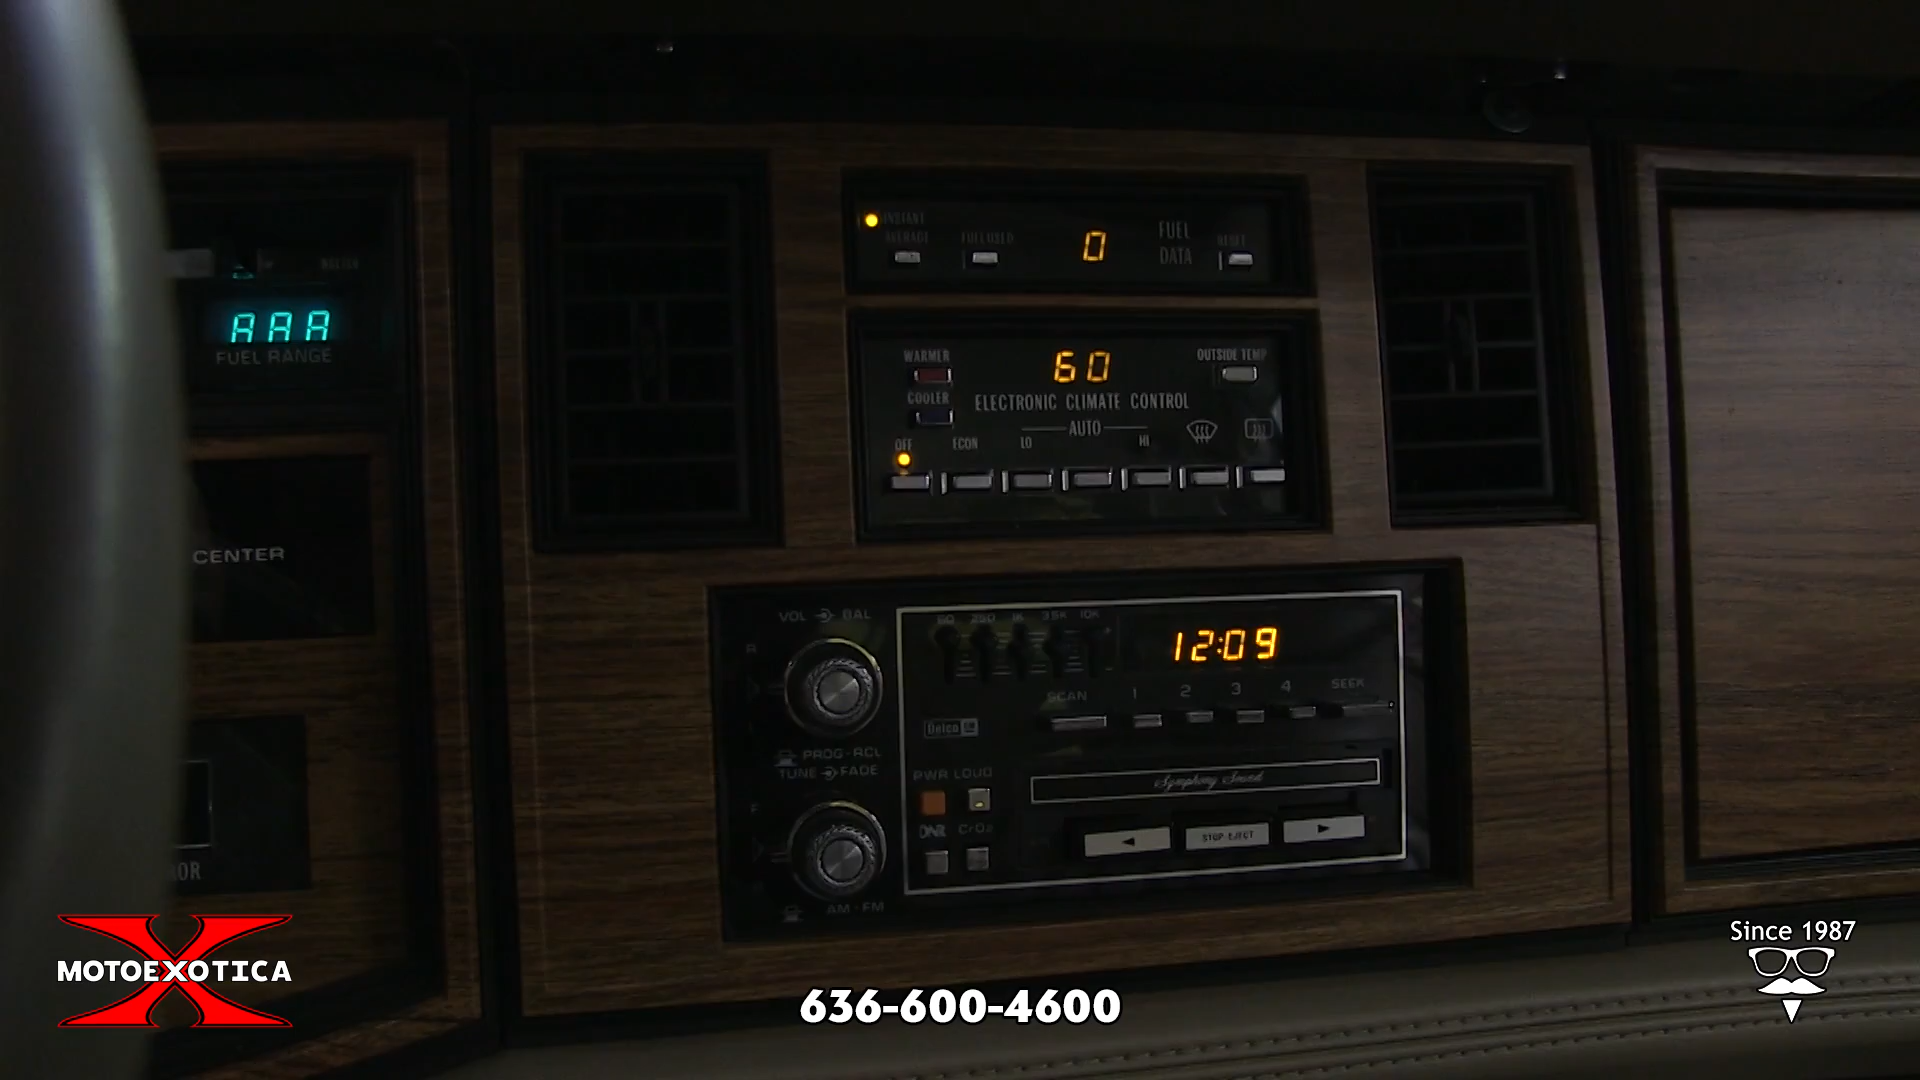 INSTANT
AVERAGE
FUEL USED
0
FUEL
DATA
RESET
AAA
FUEL RANGE
WARMER
60
OUTSIDE TEMP
COOLER
ELECTRONIC CLIMATE CONTROL
AUTO
OFF
ECON
LO
HI
CENTER
VOL BAL
60 250 1K 3.5K 10K
12:09
R
SCAN 1 2 3 4 SEEK
Delco GM
PROG-RCL
TUNE FADE
PWR LOUD
Symphony Sound
F
DNR CrO2
STOP-EJECT
AM-FM
MOTOEXOTICA
636-600-4600
Since 1987